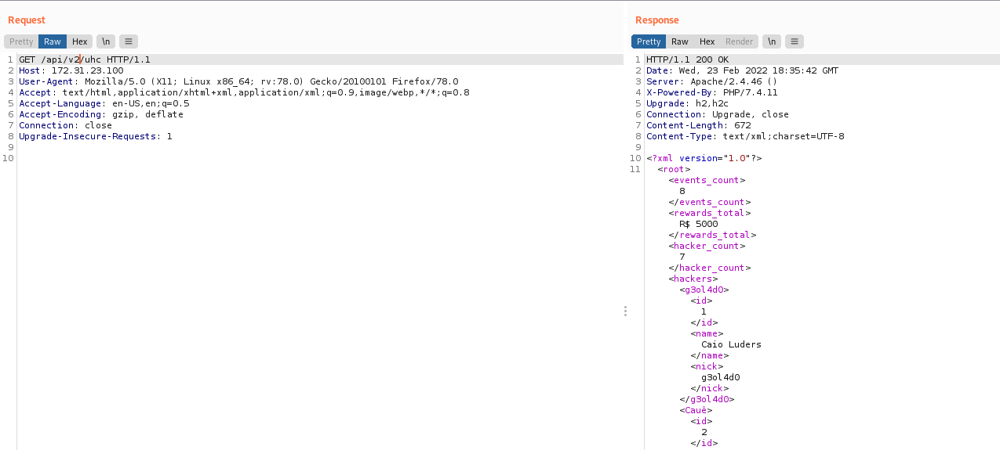 Request
Pretty Raw Hex \n ≡
1 GET /api/v2/uhc HTTP/1.1
2 Host: 172.31.23.100
3 User-Agent: Mozilla/5.0 (X11; Linux x86_64; rv:78.0) Gecko/20100101 Firefox/78.0
4 Accept: text/html,application/xhtml+xml,application/xml;q=0.9,image/webp,*/*;q=0.8
5 Accept-Language: en-US,en;q=0.5
6 Accept-Encoding: gzip, deflate
7 Connection: close
8 Upgrade-Insecure-Requests: 1
9
10
Response
Pretty Raw Hex Render \n ≡
1 HTTP/1.1 200 OK
2 Date: Wed, 23 Feb 2022 18:35:42 GMT
3 Server: Apache/2.4.46 ()
4 X-Powered-By: PHP/7.4.11
5 Upgrade: h2,h2c
6 Connection: Upgrade, close
7 Content-Length: 672
8 Content-Type: text/xml;charset=UTF-8
9
10 <?xml version="1.0"?>
11 <root>
<events_count>
8
</events_count>
<rewards_total>
R$ 5000
</rewards_total>
<hacker_count>
7
</hacker_count>
<hackers>
<g3ol4d0>
<id>
1
</id>
<name>
Caio Luders
</name>
<nick>
g3ol4d0
</nick>
</g3ol4d0>
<Cauê>
<id>
2
</id>